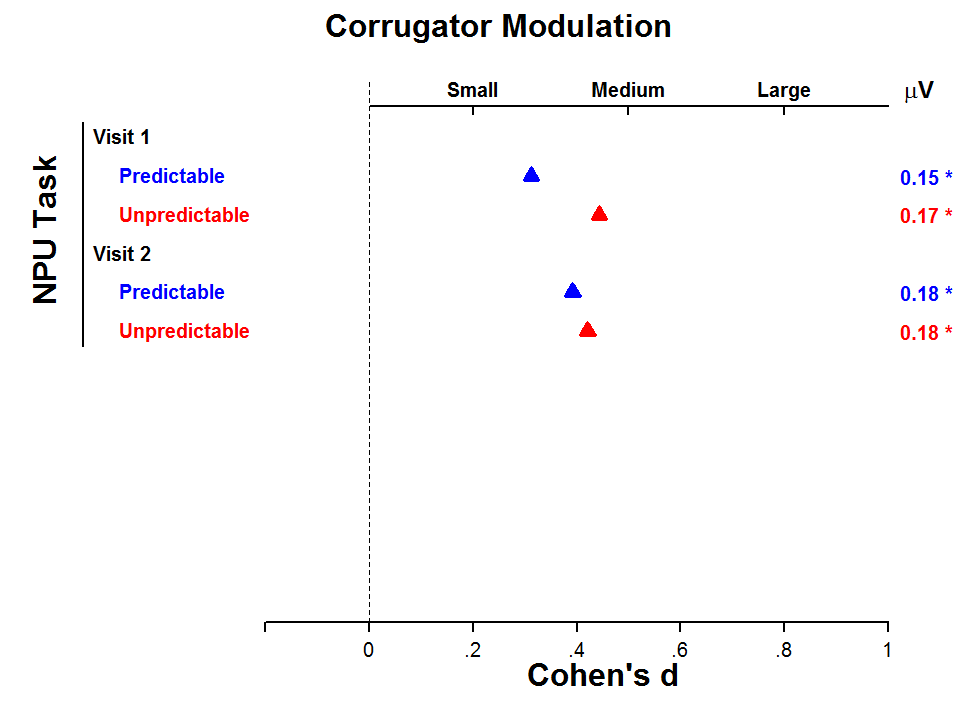 Corrugator Modulation
Small Medium Large μV
NPU Task
Visit 1
Predictable 0.15 *
Unpredictable 0.17 *
Visit 2
Predictable 0.18 *
Unpredictable 0.18 *
0 .2 .4 .6 .8 1
Cohen's d